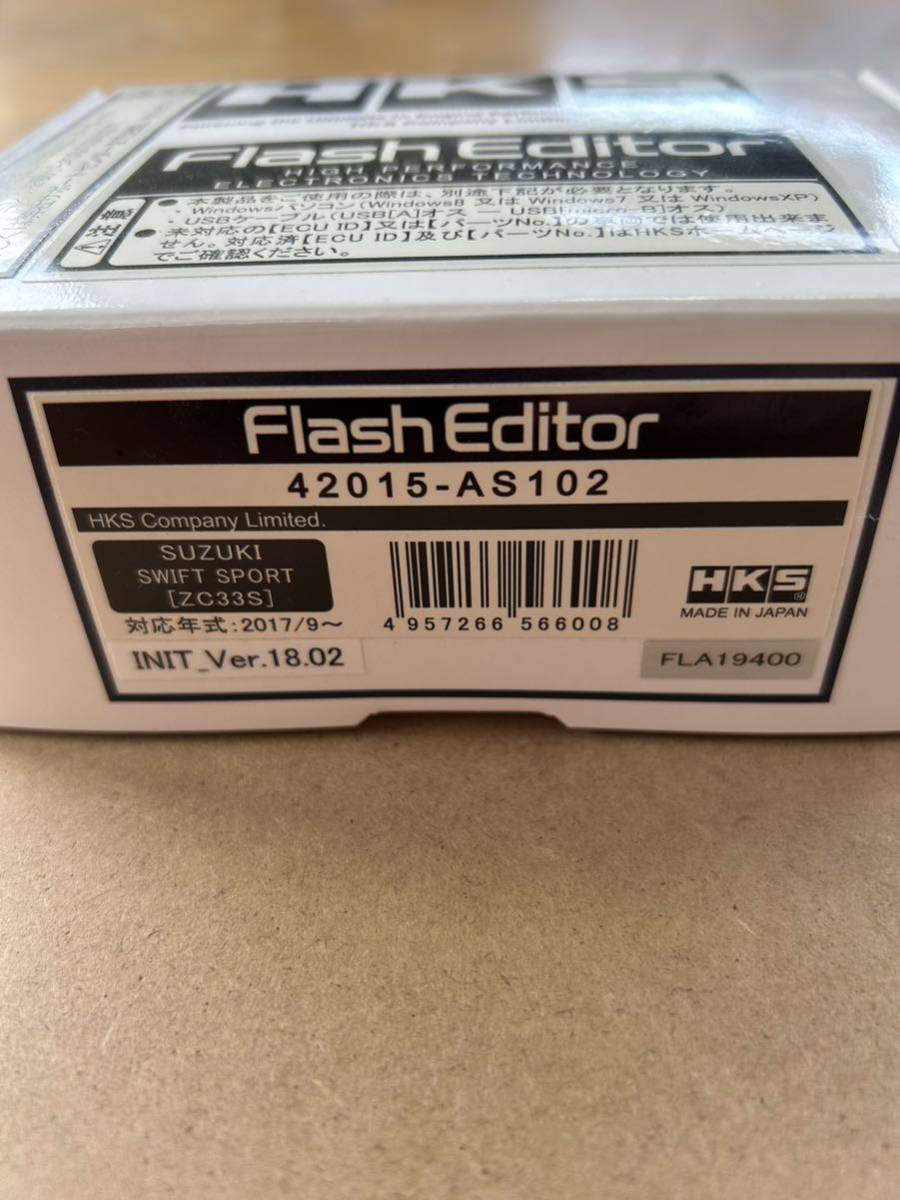 HKS
Flash Editor
HIGH PERFORMANCE
ELECTRONICS TECHNOLOGY
⚠注意
● 本製品をご使用の際は、別途下記が必要となります。
・Windowsパソコン(Windows8 又は Windows7 又は WindowsXP)
・USBケーブル(USB[A]オス ― USB[micro-B]オス)
● 未対応の【ECU ID】又は【パーツNo.】の車両では使用出来ま
せん。対応済【ECU ID】及び【パーツNo.】はHKSホームページ
でご確認ください。
Flash Editor
42015-AS102
HKS Company Limited.
SUZUKI
SWIFT SPORT
[ZC33S]
対応年式:2017/9～
4 957266 566008
HKS®
MADE IN JAPAN
INIT_Ver.18.02
FLA19400